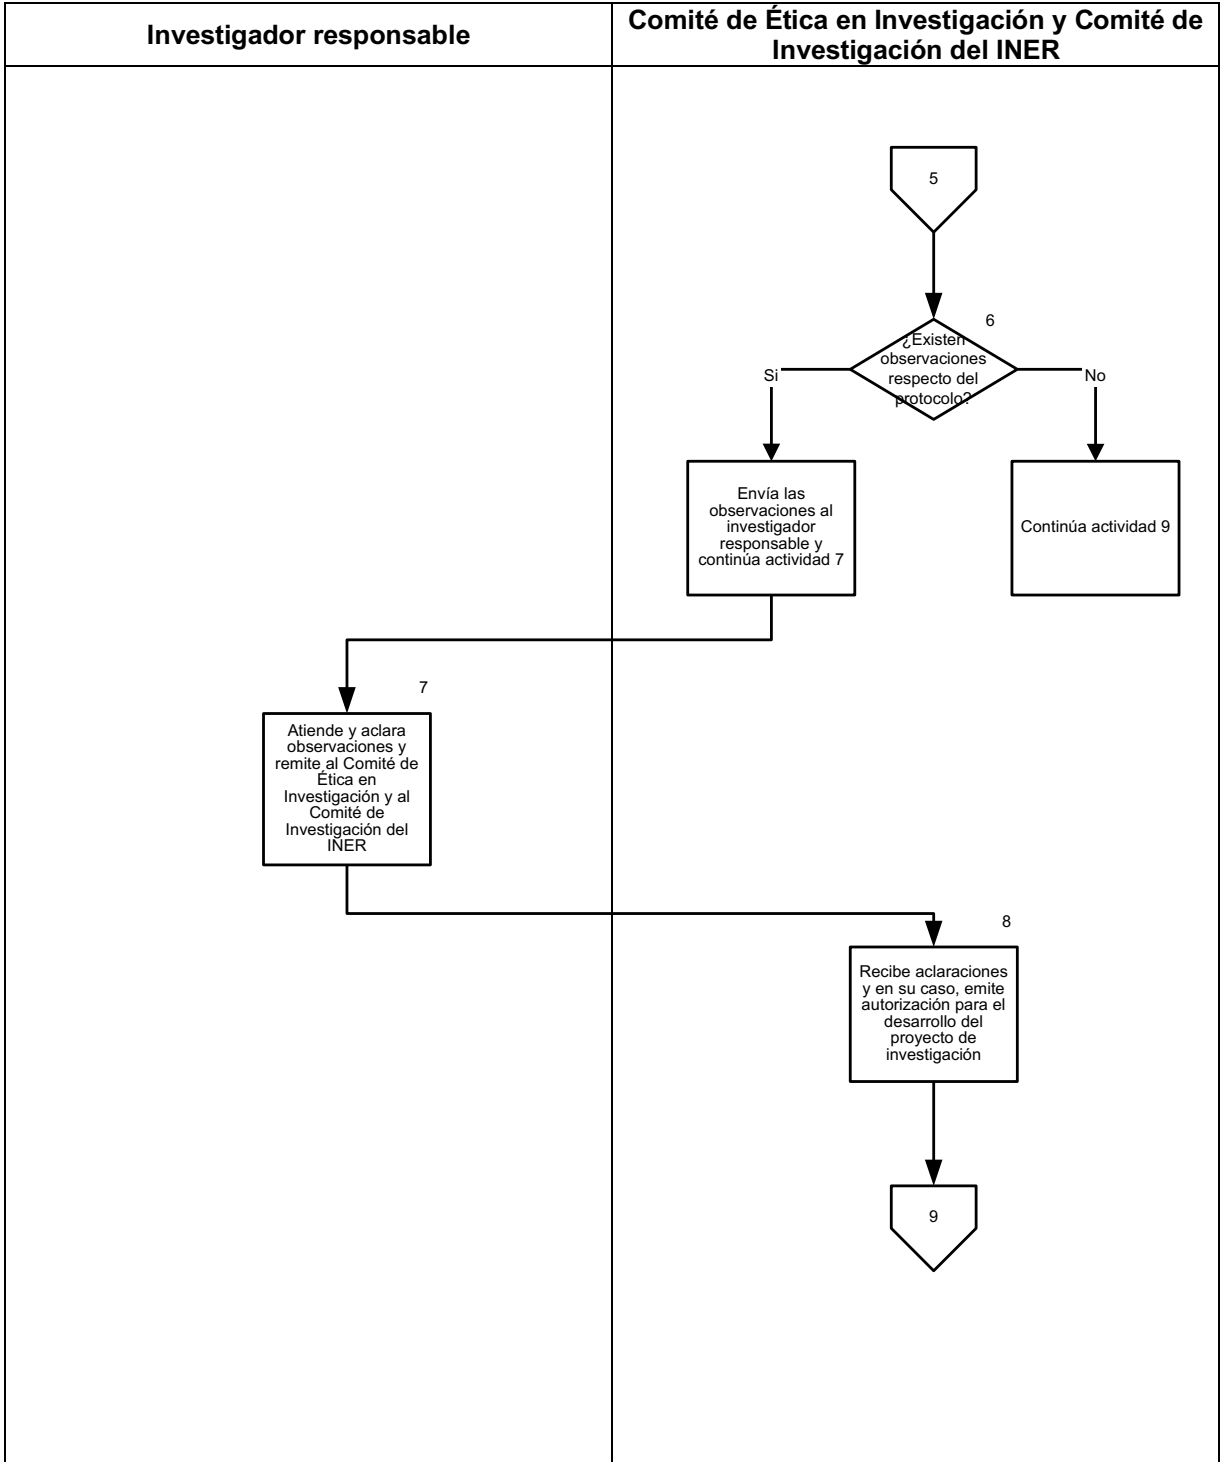 Investigador responsable
Comité de Ética en Investigación y Comité de
Investigación del INER
5
6
¿Existen
observaciones
respecto del
protocolo?
Si
No
Envía las
observaciones al
investigador
responsable y
continúa actividad 7
Continúa actividad 9
7
Atiende y aclara
observaciones y
remite al Comité de
Ética en
Investigación y al
Comité de
Investigación del
INER
8
Recibe aclaraciones
y en su caso, emite
autorización para el
desarrollo del
proyecto de
investigación
9